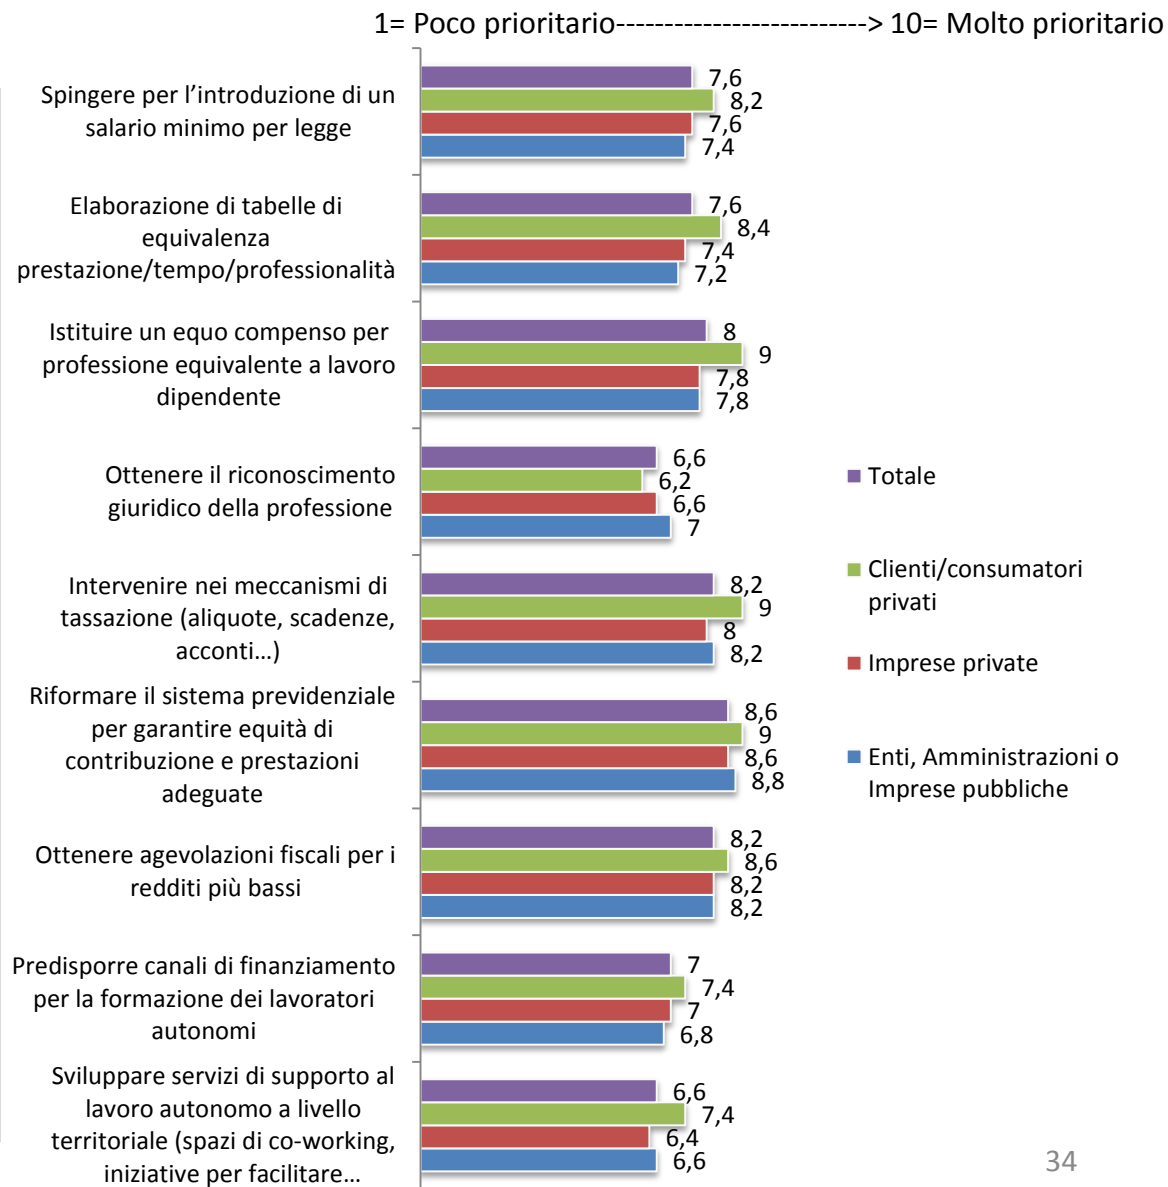 1= Poco prioritario--------------------------> 10= Molto prioritario
Spingere per l’introduzione di un
salario minimo per legge
7,6
8,2
7,6
7,4
Elaborazione di tabelle di
equivalenza
prestazione/tempo/professionalità
7,6
8,4
7,4
7,2
Istituire un equo compenso per
professione equivalente a lavoro
dipendente
8
9
7,8
7,8
Ottenere il riconoscimento
giuridico della professione
6,6
6,2
6,6
7
Intervenire nei meccanismi di
tassazione (aliquote, scadenze,
acconti…)
8,2
9
8
8,2
Riformare il sistema previdenziale
per garantire equità di
contribuzione e prestazioni
adeguate
8,6
9
8,6
8,8
Ottenere agevolazioni fiscali per i
redditi più bassi
8,2
8,6
8,2
8,2
Predisporre canali di finanziamento
per la formazione dei lavoratori
autonomi
7
7,4
7
6,8
Sviluppare servizi di supporto al
lavoro autonomo a livello
territoriale (spazi di co-working,
iniziative per facilitare…
6,6
7,4
6,4
6,6
Totale
Clienti/consumatori
privati
Imprese private
Enti, Amministrazioni o
Imprese pubbliche
34